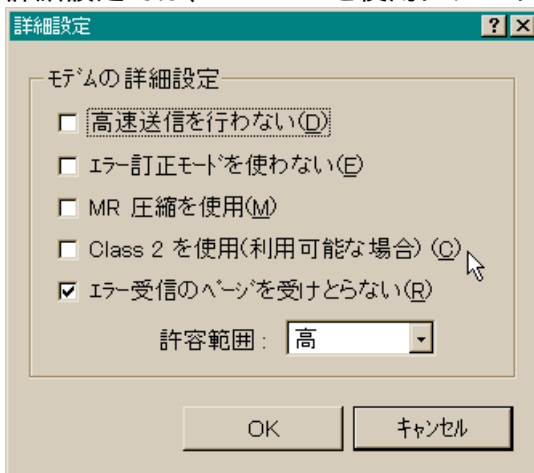 詳細設定
モデムの詳細設定
高速送信を行わない(D)
エラー訂正モードを使わない(E)
MR 圧縮を使用(M)
Class 2 を使用(利用可能な場合) (C)
エラー受信のページを受けとらない(R)
許容範囲 : 高
OK キャンセル